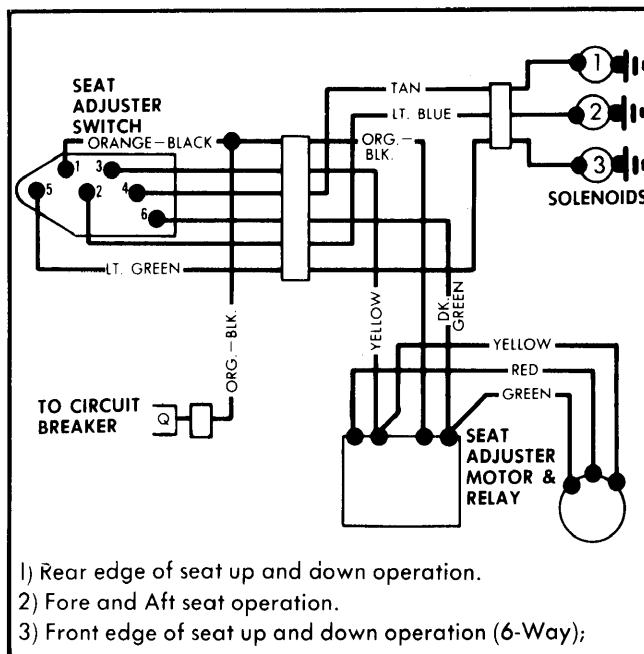 SEAT
ADJUSTER
SWITCH
ORANGE–BLACK
1
3
5
2
4
6
LT. GREEN
TAN
LT. BLUE
ORG.–
BLK.
1
2
3
SOLENOIDS
ORG.–BLK.
YELLOW
DK.
GREEN
YELLOW
RED
GREEN
TO CIRCUIT
BREAKER
Q
SEAT
ADJUSTER
MOTOR &
RELAY
1) Rear edge of seat up and down operation.
2) Fore and Aft seat operation.
3) Front edge of seat up and down operation (6-Way);